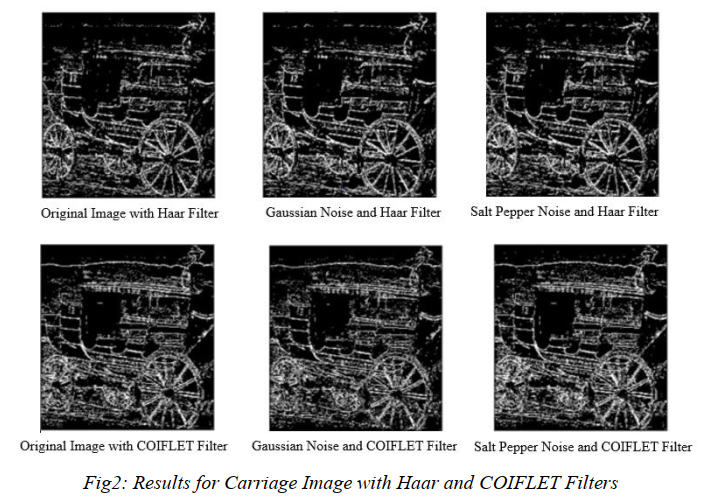 Original Image with Haar Filter
Gaussian Noise and Haar Filter
Salt Pepper Noise and Haar Filter
Original Image with COIFLET Filter
Gaussian Noise and COIFLET Filter
Salt Pepper Noise and COIFLET Filter
Fig2: Results for Carriage Image with Haar and COIFLET Filters